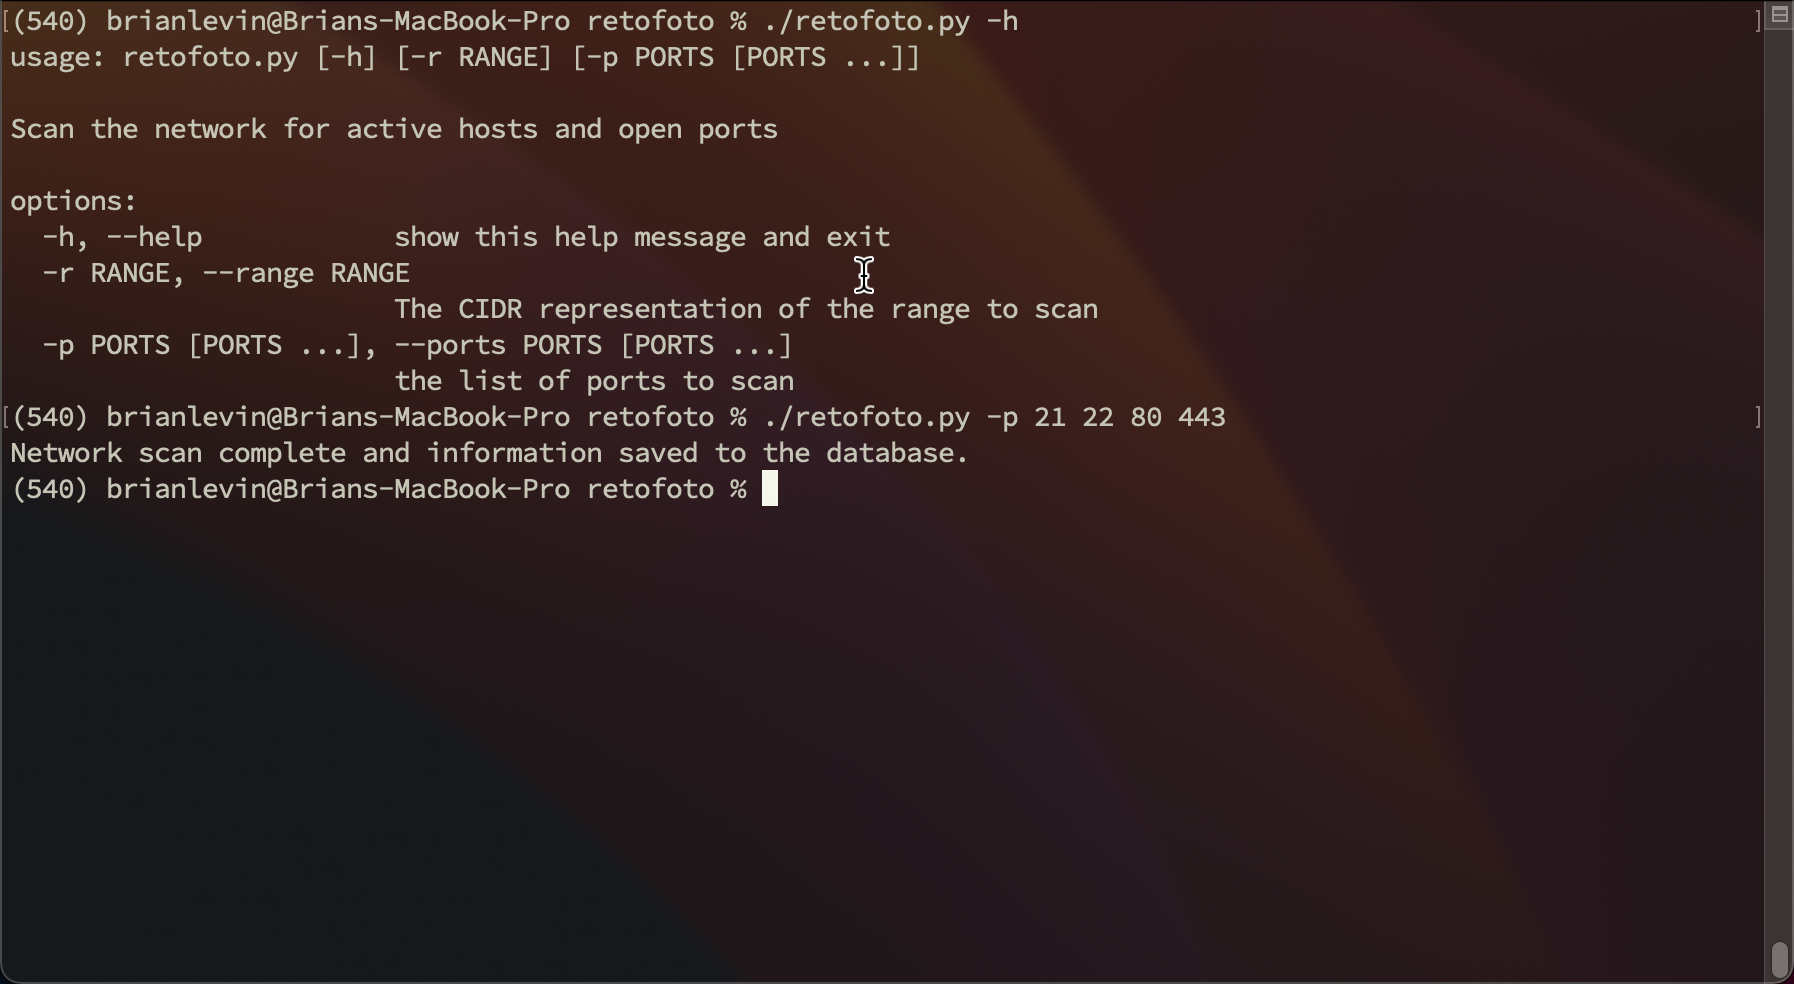 [(540) brianlevin@Brians-MacBook-Pro retofoto % ./retofoto.py -h ]
usage: retofoto.py [-h] [-r RANGE] [-p PORTS [PORTS ...]]
Scan the network for active hosts and open ports
options:
-h, --help show this help message and exit
-r RANGE, --range RANGE
The CIDR representation of the range to scan
-p PORTS [PORTS ...], --ports PORTS [PORTS ...]
the list of ports to scan
[(540) brianlevin@Brians-MacBook-Pro retofoto % ./retofoto.py -p 21 22 80 443 ]
Network scan complete and information saved to the database.
(540) brianlevin@Brians-MacBook-Pro retofoto %